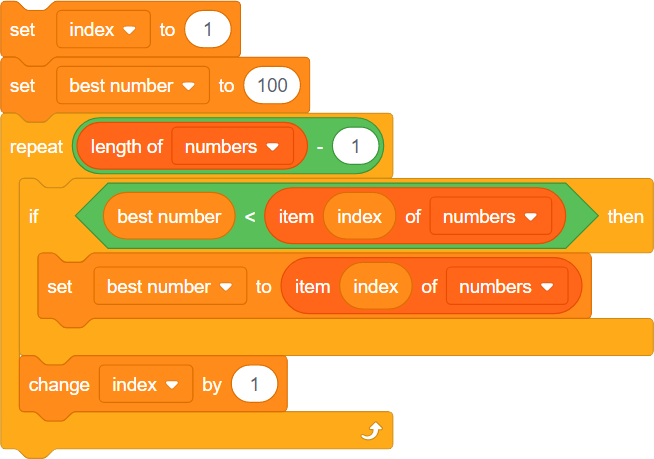 set index to 1
set best number to 100
repeat length of numbers - 1
if best number < item index of numbers then
set best number to item index of numbers
change index by 1